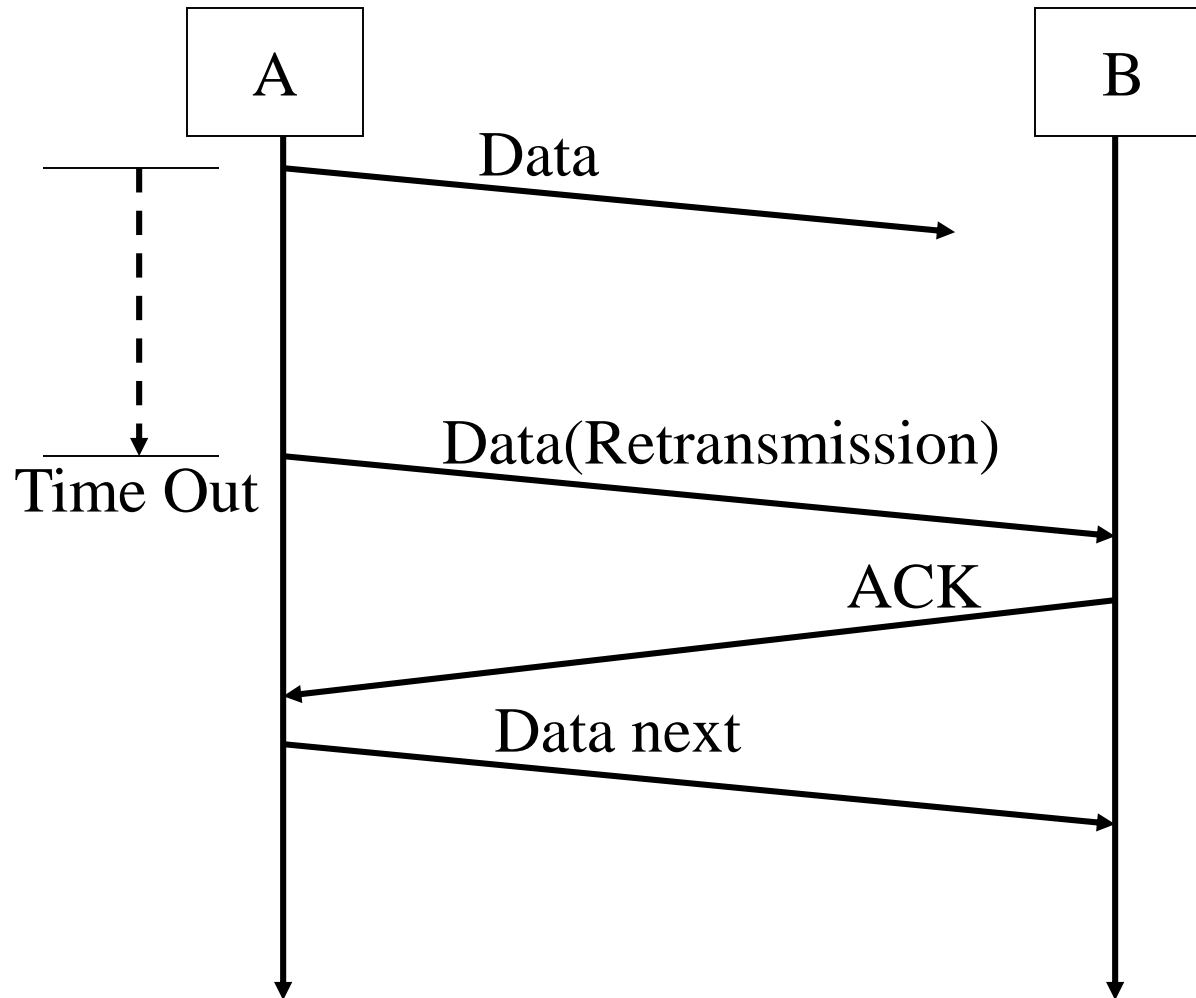 A
B
Data
Data(Retransmission)
Time Out
ACK
Data next